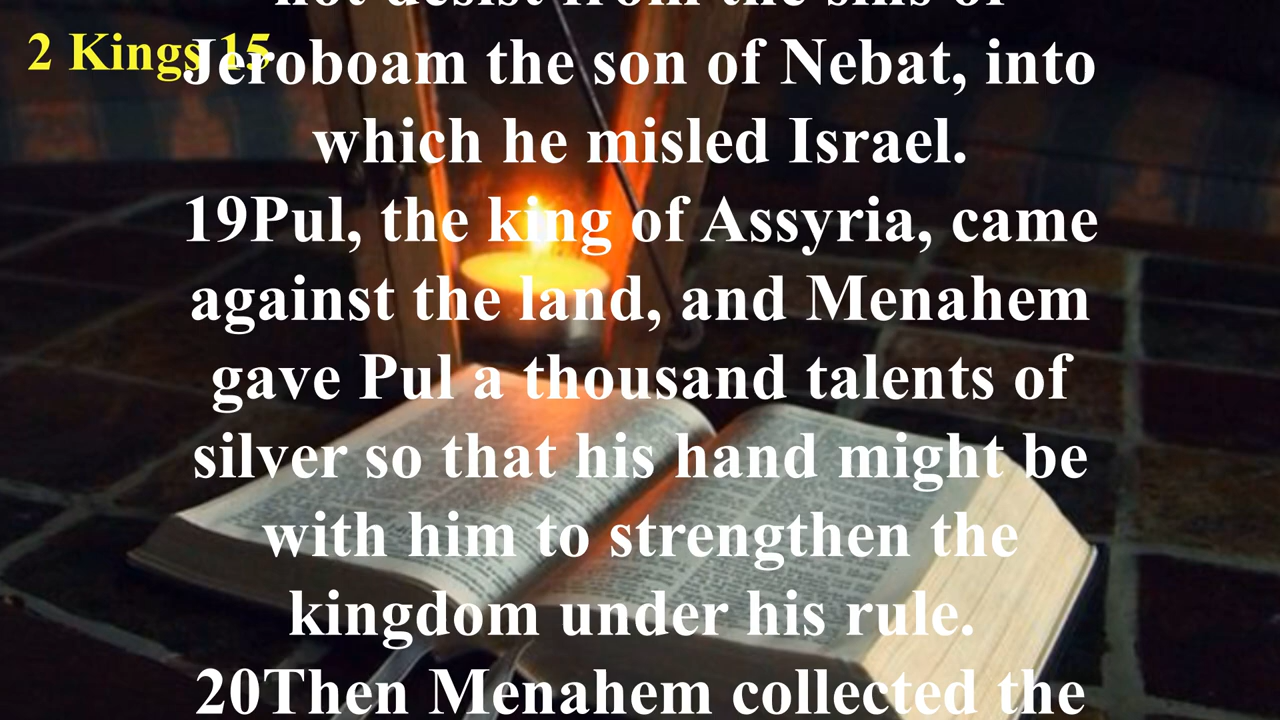 2 Kings 15
not desist from the sins of
Jeroboam the son of Nebat, into
which he misled Israel.
19Pul, the king of Assyria, came
against the land, and Menahem
gave Pul a thousand talents of
silver so that his hand might be
with him to strengthen the
kingdom under his rule.
20Then Menahem collected the